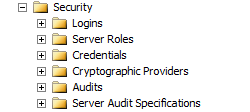 Security
Logins
Server Roles
Credentials
Cryptographic Providers
Audits
Server Audit Specifications